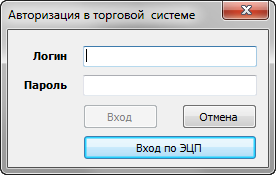 Авторизация в торговой системе
Логин
Пароль
Вход Отмена
Вход по ЭЦП